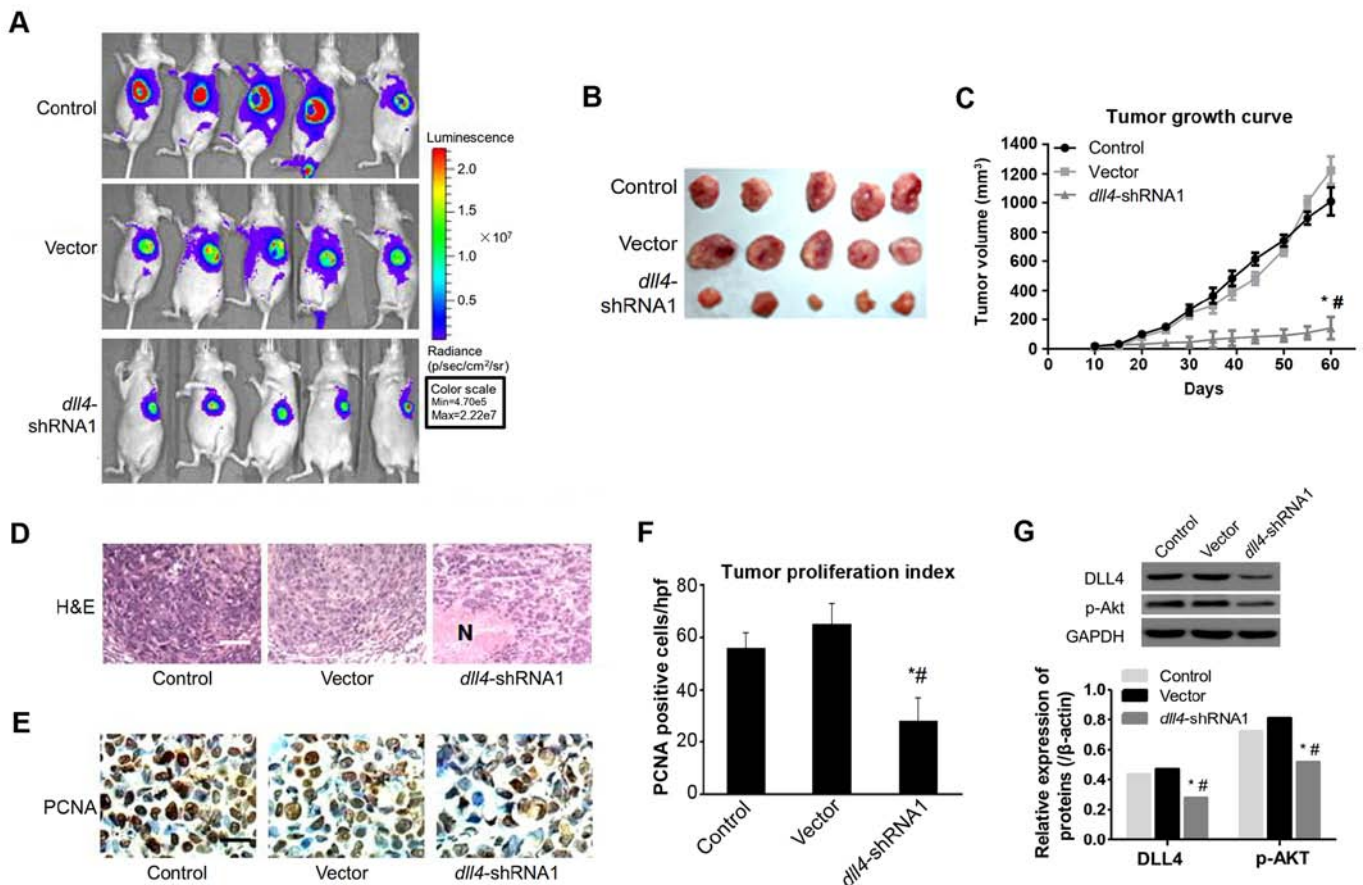 A
Control
Vector
dll4-
shRNA1
Luminescence
2.0
1.5
×10⁷
1.0
0.5
Radiance
(p/sec/cm²/sr)
Color scale
Min=4.70e5
Max=2.22e7
B
Control
Vector
dll4-
shRNA1
C
Tumor growth curve
Control
Vector
dll4-shRNA1
Tumor volume (mm³)
1400
1200
1000
800
600
400
200
0
* #
0 10 20 30 40 50 60
Days
D
H&E
N
Control Vector dll4-shRNA1
E
PCNA
Control Vector dll4-shRNA1
F
Tumor proliferation index
PCNA positive cells/hpf
80
60
40
20
0
*#
Control Vector dll4-shRNA1
G
Control Vector dll4-shRNA1
DLL4
p-Akt
GAPDH
Control
Vector
dll4-shRNA1
Relative expression of
proteins (/β-actin)
1.0
0.8
0.6
0.4
0.2
0.0
* #
* #
DLL4 p-AKT